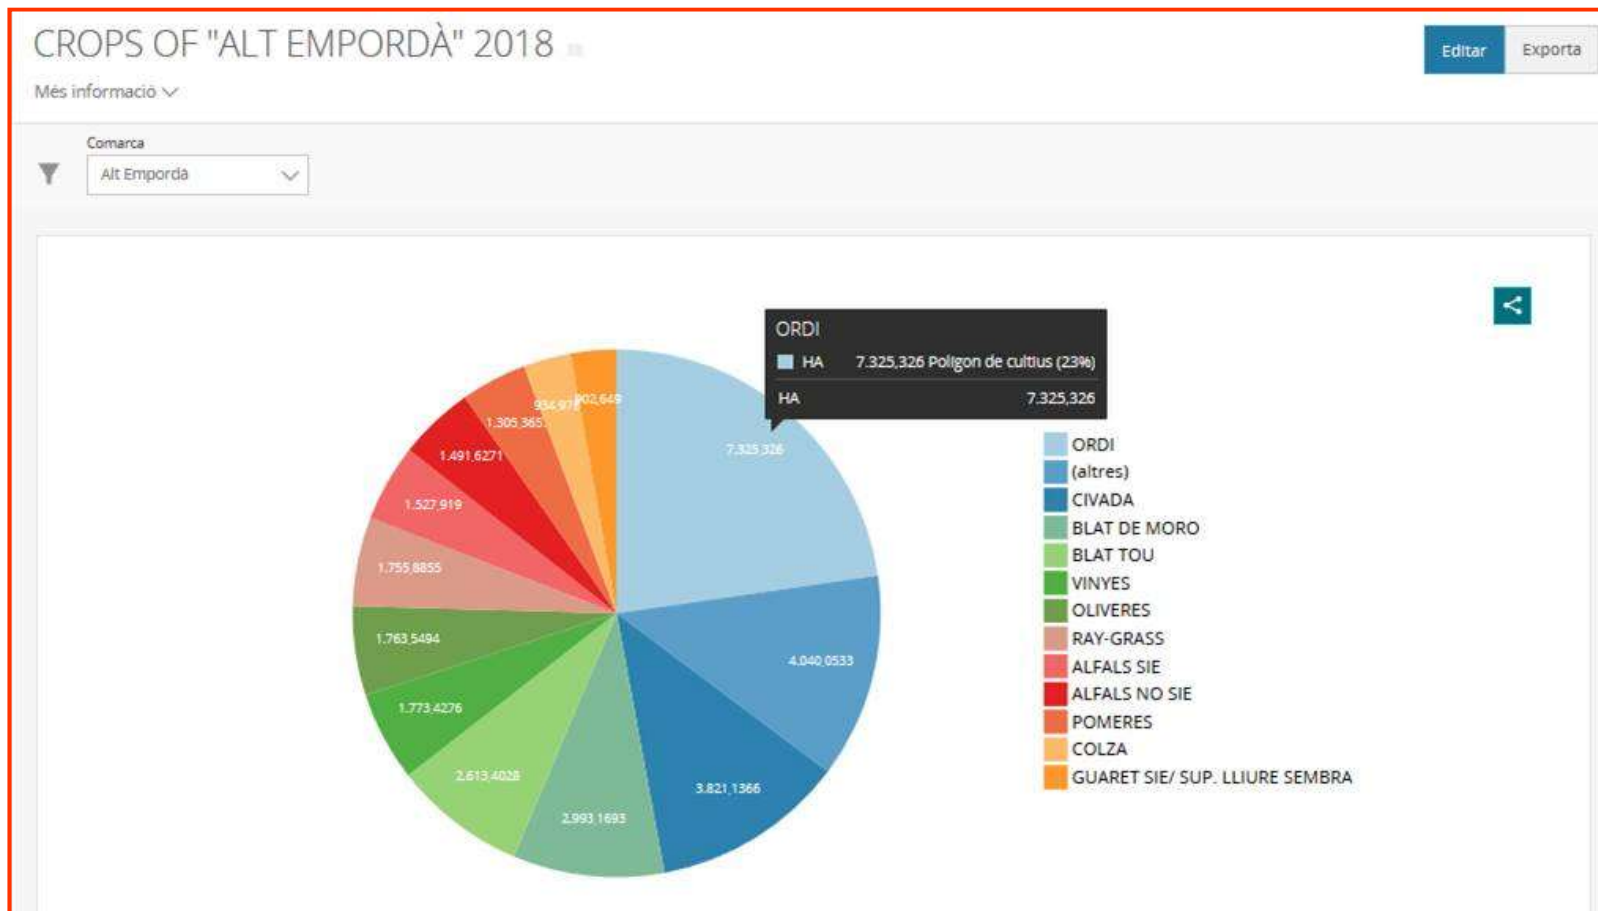 CROPS OF "ALT EMPORDÀ" 2018
Editar
Exporta
Més informació
Comarca
Alt Empordà
ORDI
HA 7.325,326 Polígon de cultius (23%)
HA 7.325,326
7.325,326
4.040,0533
3.821,1366
2.993,1693
2.613,4028
1.773,4276
1.763,5494
1.755,8855
1.527,919
1.491,6271
1.305,365
902,649
ORDI
(altres)
CIVADA
BLAT DE MORO
BLAT TOU
VINYES
OLIVERES
RAY-GRASS
ALFALS SIE
ALFALS NO SIE
POMERES
COLZA
GUARET SIE/ SUP. LLIURE SEMBRA